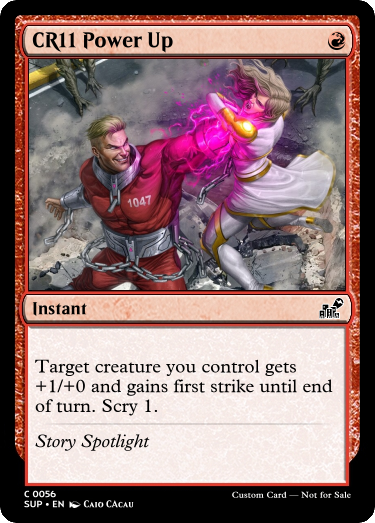 CR11 Power Up
1047
Instant
Target creature you control gets
+1/+0 and gains first strike until end
of turn. Scry 1.
Story Spotlight
C 0056
SUP • EN Caio Cácau
Custom Card — Not for Sale